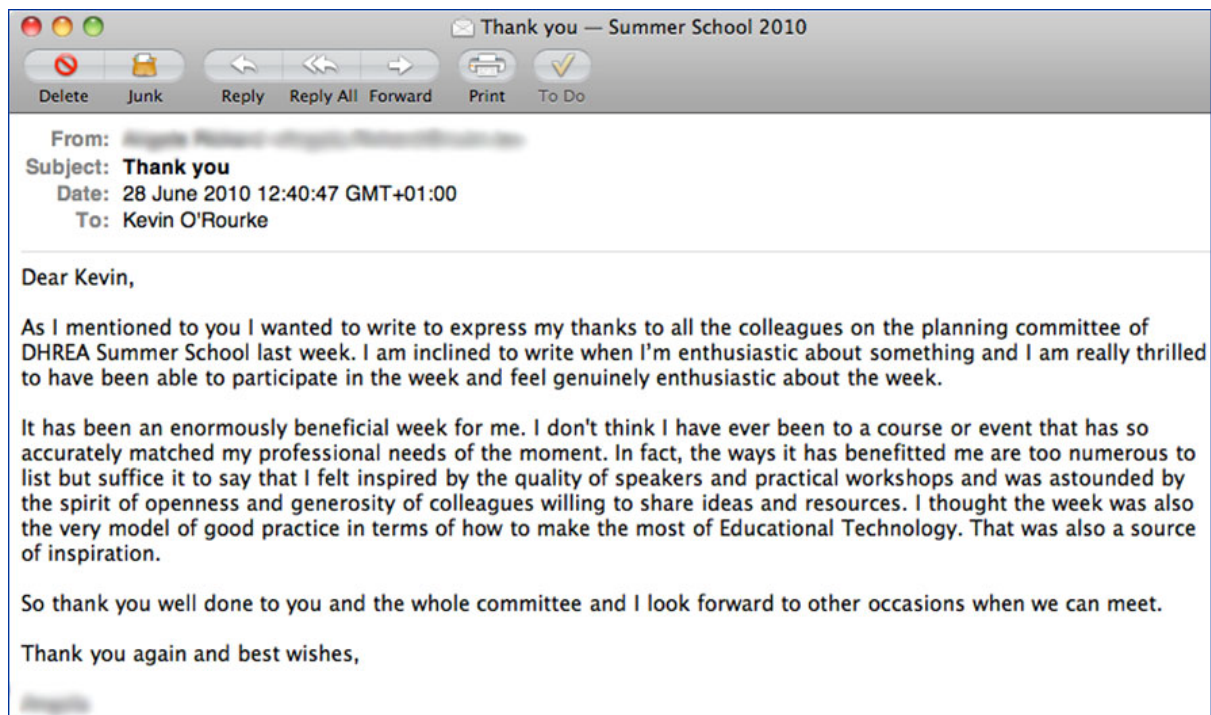 Thank you — Summer School 2010
Delete Junk Reply Reply All Forward Print To Do
From:
Subject: Thank you
Date: 28 June 2010 12:40:47 GMT+01:00
To: Kevin O'Rourke
Dear Kevin,
As I mentioned to you I wanted to write to express my thanks to all the colleagues on the planning committee of
DHREA Summer School last week. I am inclined to write when I'm enthusiastic about something and I am really thrilled
to have been able to participate in the week and feel genuinely enthusiastic about the week.
It has been an enormously beneficial week for me. I don't think I have ever been to a course or event that has so
accurately matched my professional needs of the moment. In fact, the ways it has benefitted me are too numerous to
list but suffice it to say that I felt inspired by the quality of speakers and practical workshops and was astounded by
the spirit of openness and generosity of colleagues willing to share ideas and resources. I thought the week was also
the very model of good practice in terms of how to make the most of Educational Technology. That was also a source
of inspiration.
So thank you well done to you and the whole committee and I look forward to other occasions when we can meet.
Thank you again and best wishes,